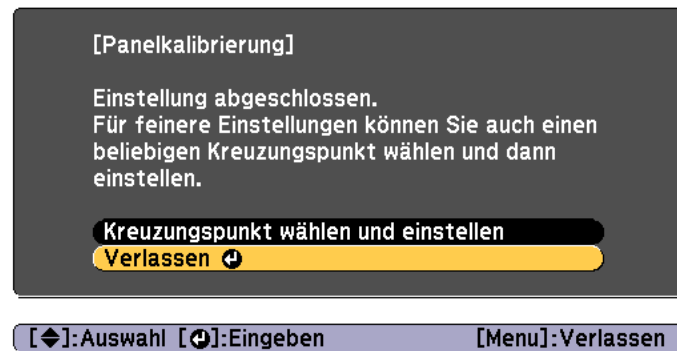 [Panelkalibrierung]
Einstellung abgeschlossen.
Für feinere Einstellungen können Sie auch einen
beliebigen Kreuzungspunkt wählen und dann
einstellen.
Kreuzungspunkt wählen und einstellen
Verlassen
[◆]:Auswahl [⏎]:Eingeben [Menu]:Verlassen